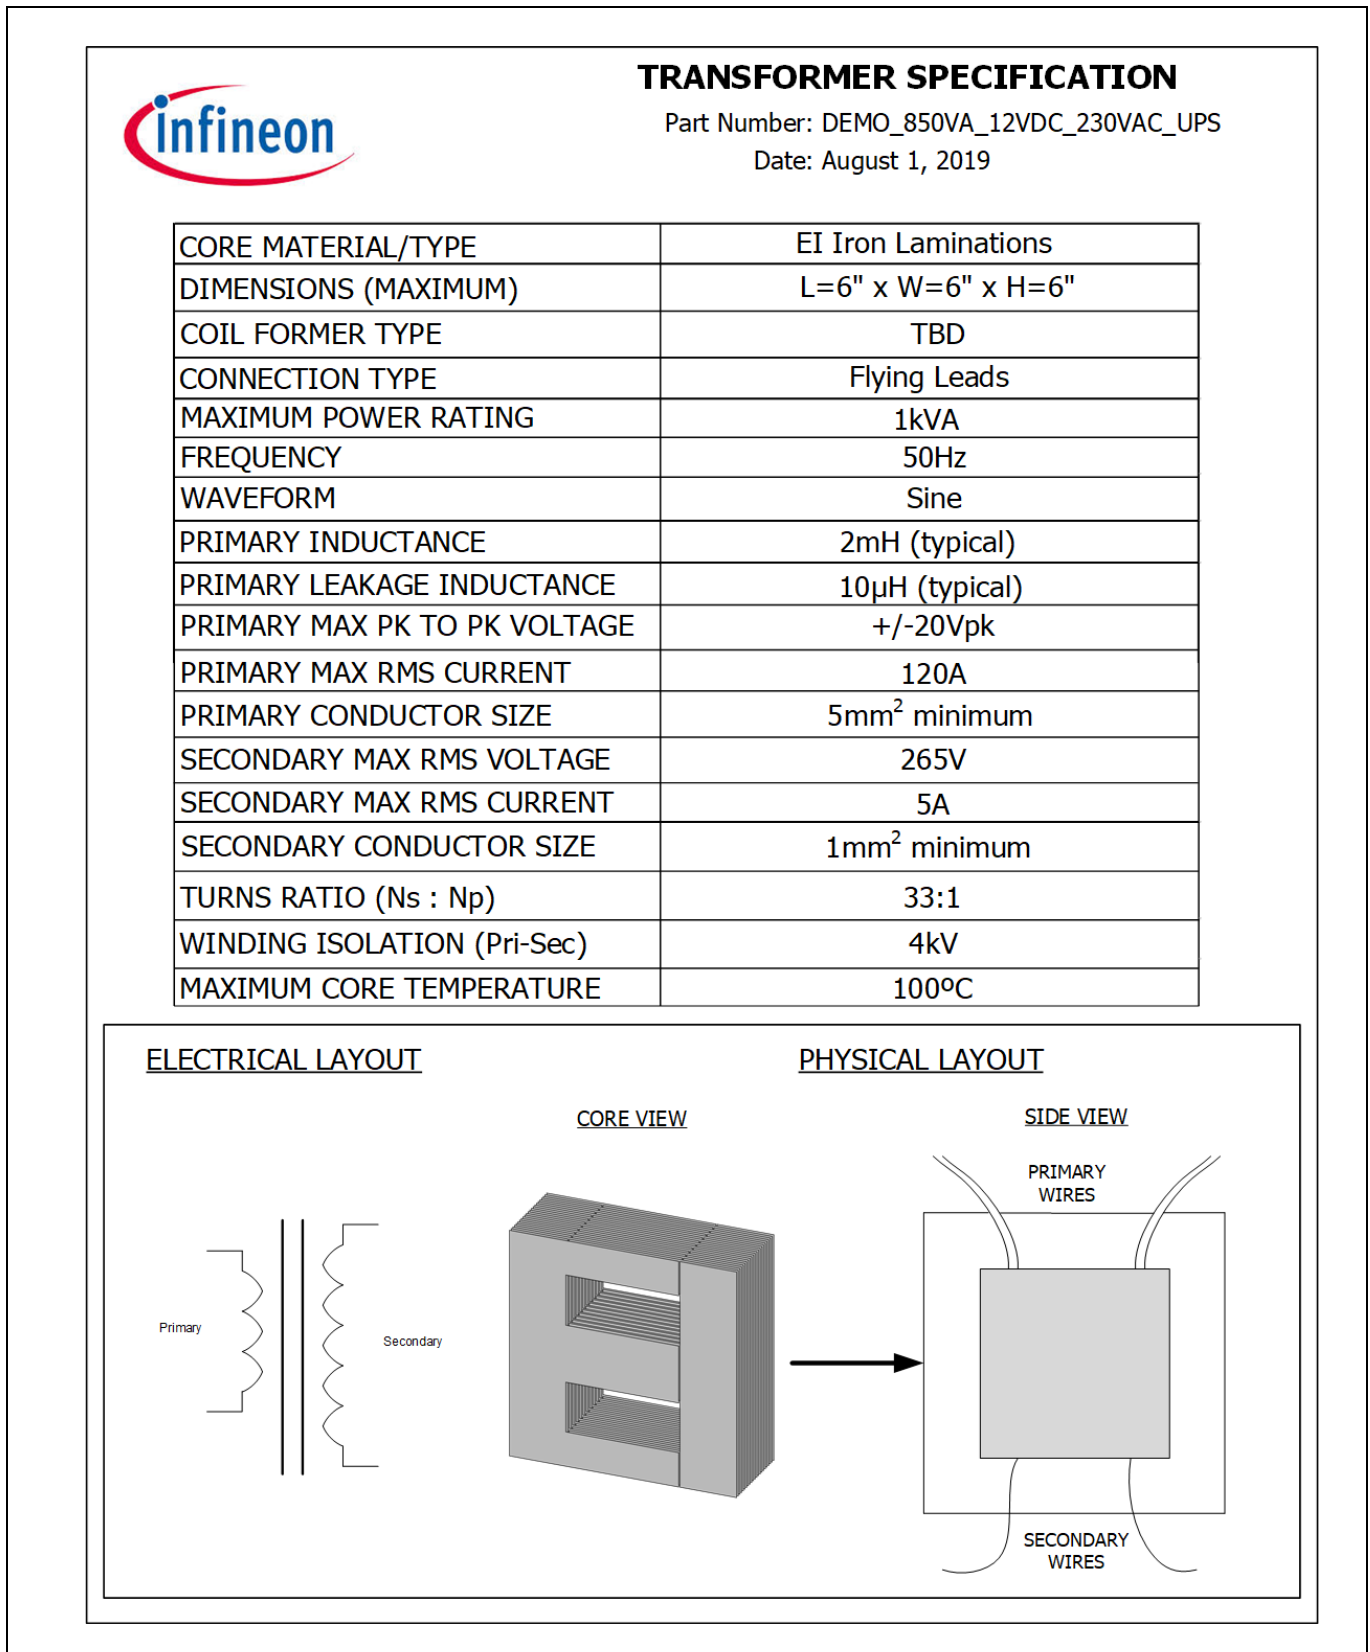 infineon
TRANSFORMER SPECIFICATION
Part Number: DEMO_850VA_12VDC_230VAC_UPS
Date: August 1, 2019
CORE MATERIAL/TYPE EI Iron Laminations
DIMENSIONS (MAXIMUM) L=6" x W=6" x H=6"
COIL FORMER TYPE TBD
CONNECTION TYPE Flying Leads
MAXIMUM POWER RATING 1kVA
FREQUENCY 50Hz
WAVEFORM Sine
PRIMARY INDUCTANCE 2mH (typical)
PRIMARY LEAKAGE INDUCTANCE 10µH (typical)
PRIMARY MAX PK TO PK VOLTAGE +/-20Vpk
PRIMARY MAX RMS CURRENT 120A
PRIMARY CONDUCTOR SIZE 5mm² minimum
SECONDARY MAX RMS VOLTAGE 265V
SECONDARY MAX RMS CURRENT 5A
SECONDARY CONDUCTOR SIZE 1mm² minimum
TURNS RATIO (Ns : Np) 33:1
WINDING ISOLATION (Pri-Sec) 4kV
MAXIMUM CORE TEMPERATURE 100ºC
ELECTRICAL LAYOUT
PHYSICAL LAYOUT
CORE VIEW
SIDE VIEW
PRIMARY
WIRES
Primary
Secondary
SECONDARY
WIRES